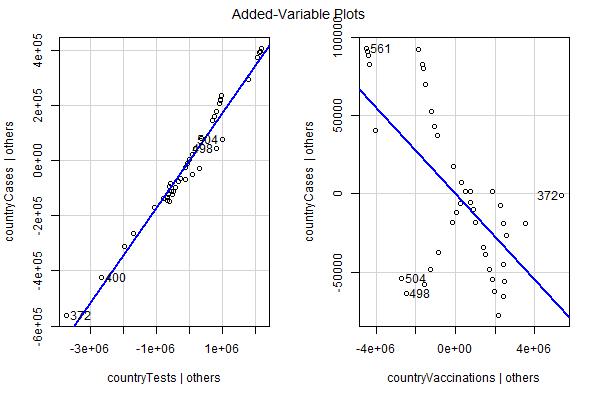 Added-Variable Plots
countryCases | others
4e+05
2e+05
0e+00
-2e+05
-4e+05
-6e+05
504
498
400
372
-3e+06
-1e+06
1e+06
countryTests | others
countryCases | others
100000
50000
0
-50000
561
372
504
498
-4e+06
0e+00
4e+06
countryVaccinations | others